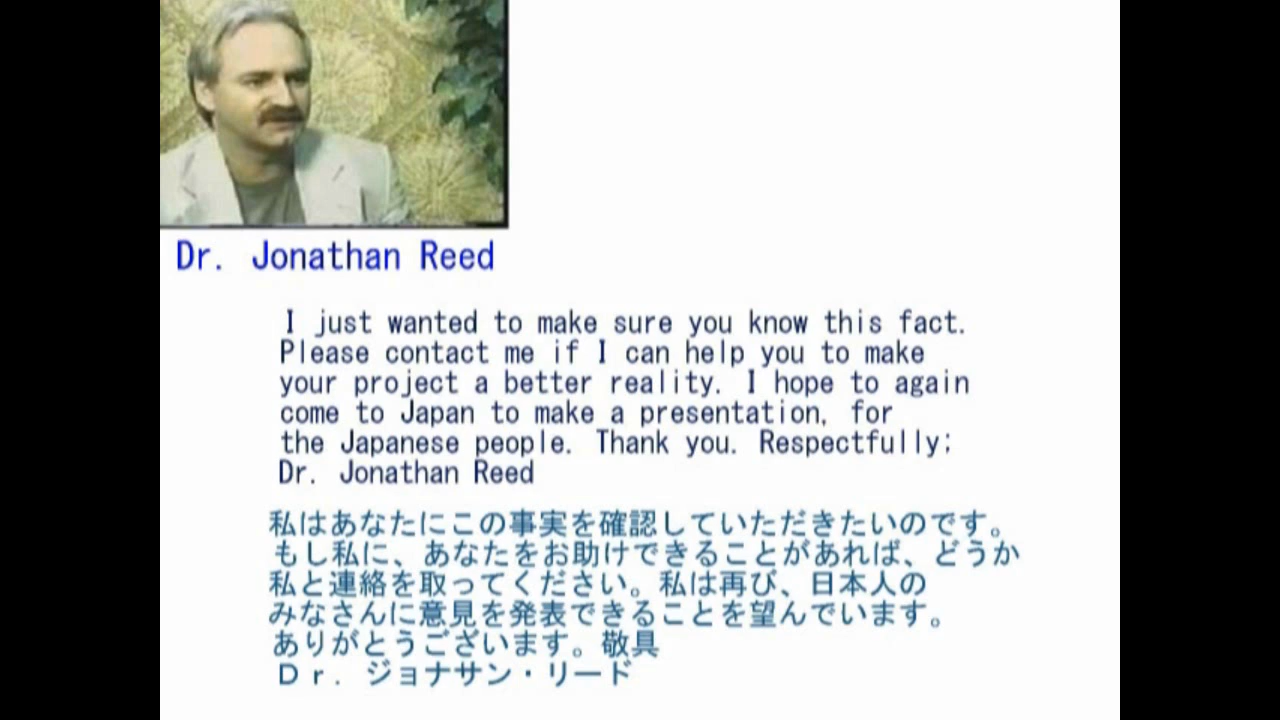 Dr. Jonathan Reed
I just wanted to make sure you know this fact.
Please contact me if I can help you to make
your project a better reality. I hope to again
come to Japan to make a presentation, for
the Japanese people. Thank you. Respectfully;
Dr. Jonathan Reed
私はあなたにこの事実を確認していただきたいのです。
もし私に、あなたをお助けできることがあれば、どうか
私と連絡を取ってください。私は再び、日本人の
みなさんに意見を発表できることを望んでいます。
ありがとうございます。敬具
Ｄｒ．ジョナサン・リード